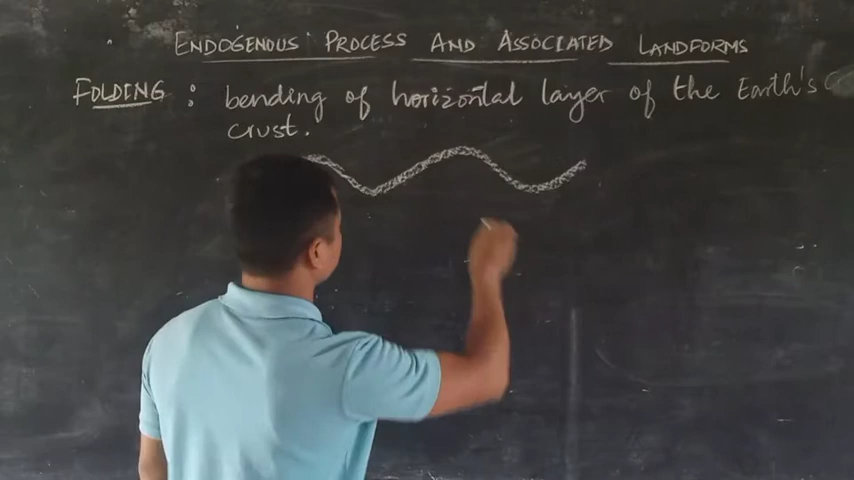 ENDOGENOUS PROCESS AND ASSOCIATED LANDFORMS
FOLDING : bending of horizontal layer of the Earth's
crust.